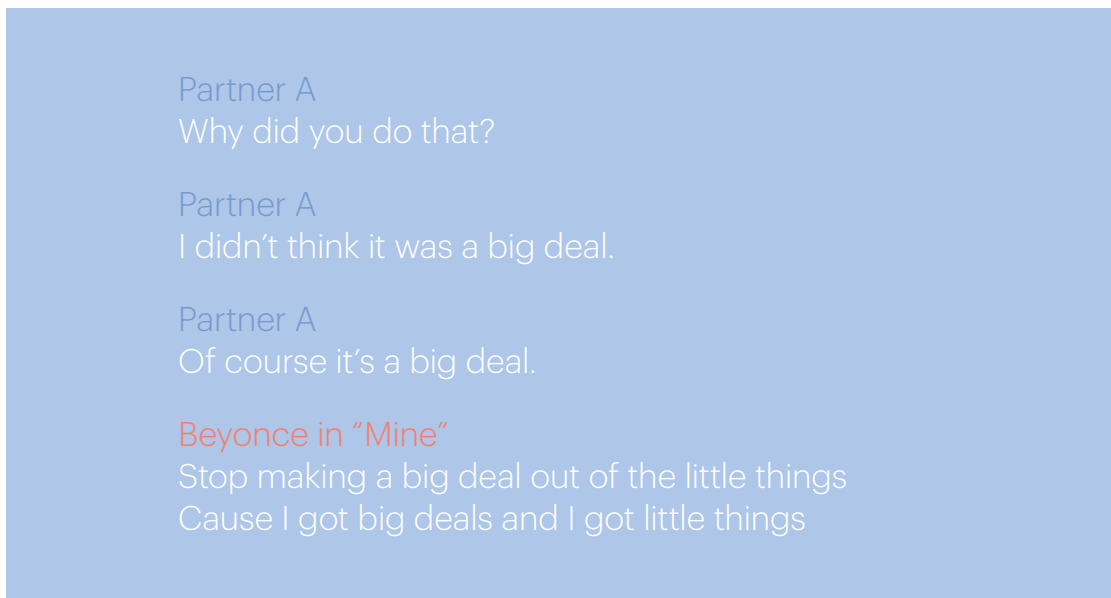 Partner A
Why did you do that?
Partner A
I didn’t think it was a big deal.
Partner A
Of course it’s a big deal.
Beyonce in “Mine”
Stop making a big deal out of the little things
Cause I got big deals and I got little things